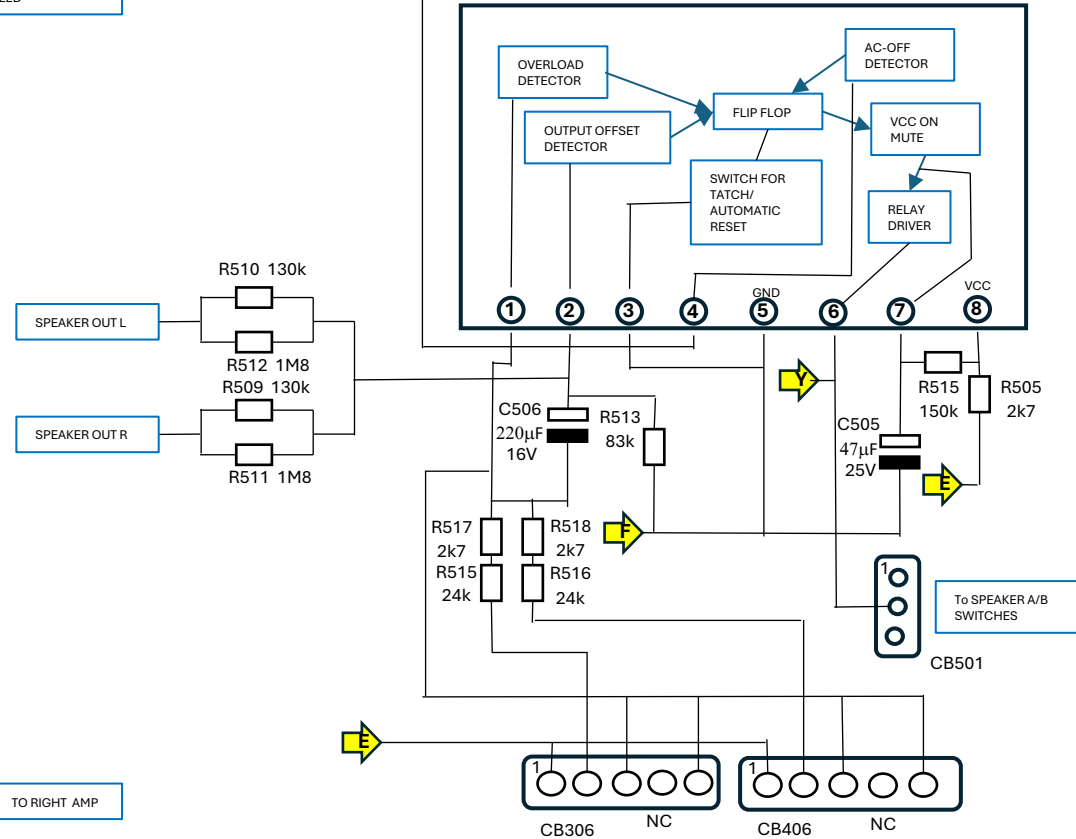 OVERLOAD
DETECTOR
AC-OFF
DETECTOR
FLIP FLOP
OUTPUT OFFSET
DETECTOR
VCC ON
MUTE
SWITCH FOR
TATCH/
AUTOMATIC
RESET
RELAY
DRIVER
GND
VCC
1
2
3
4
5
6
7
8
R510 130k
SPEAKER OUT L
R512 1M8
R509 130k
SPEAKER OUT R
R511 1M8
C506
220µF
16V
R513
83k
Y
R515
150k
R505
2k7
C505
47µF
25V
E
F
R517
2k7
R518
2k7
R515
24k
R516
24k
1
To SPEAKER A/B
SWITCHES
CB501
E
1
1
TO RIGHT AMP
CB306
NC
CB406
NC